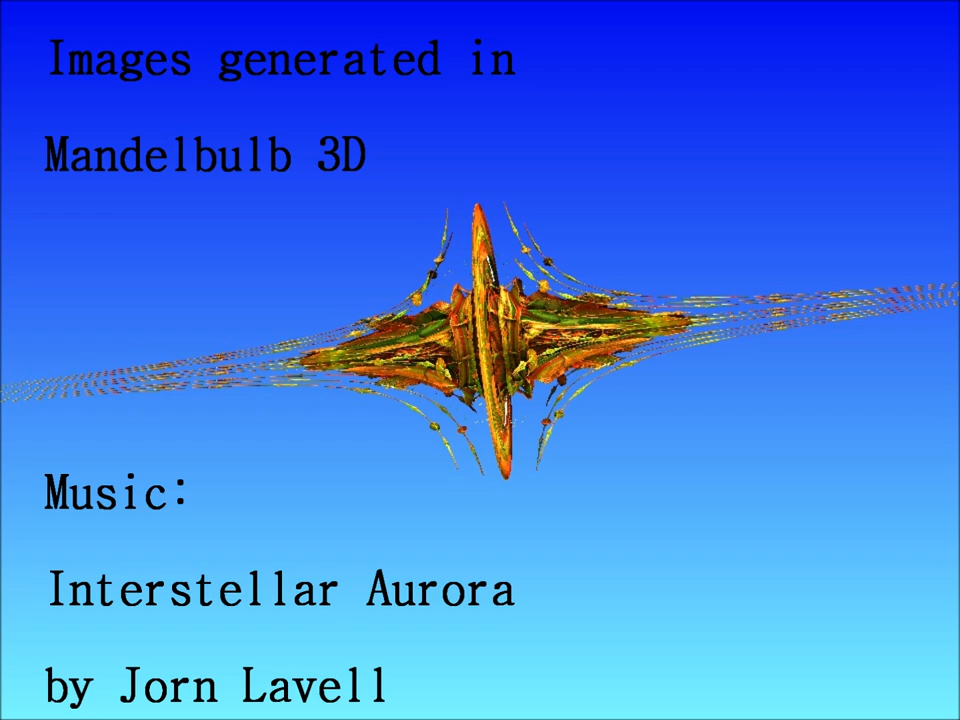 Images generated in
Mandelbulb 3D
Music:
Interstellar Aurora
by Jorn Lavell